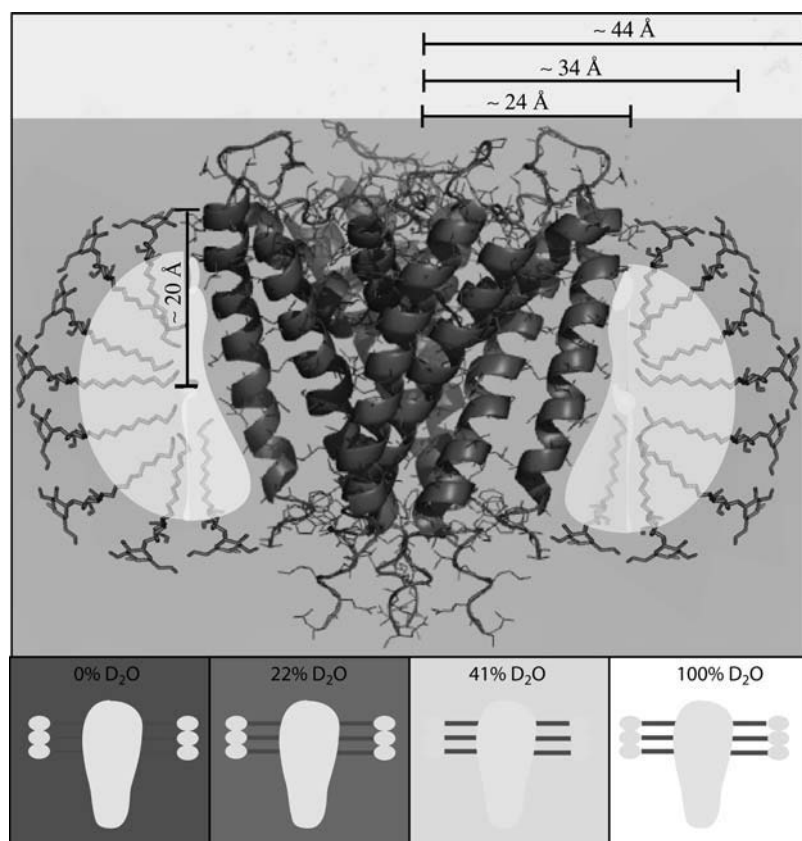 ~ 44 Å
~ 34 Å
~ 24 Å
~ 20 Å
0% D₂O
22% D₂O
41% D₂O
100% D₂O